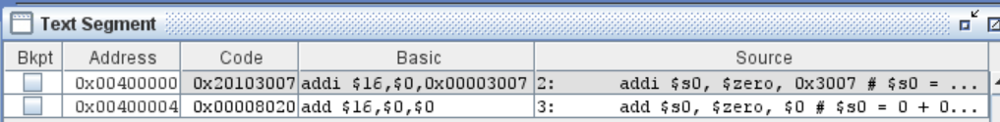 Text Segment
Bkpt Address Code Basic Source
0x00400000 0x20103007 addi $16,$0,0x00003007 2: addi $s0, $zero, 0x3007 # $s0 = ...
0x00400004 0x00008020 add $16,$0,$0 3: add $s0, $zero, $0 # $s0 = 0 + 0...